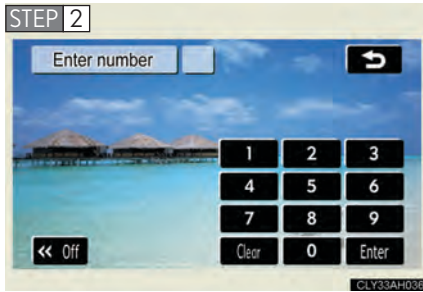 STEP 2
Enter number
1 2 3
4 5 6
7 8 9
« Off Clear 0 Enter
CLY33AH036